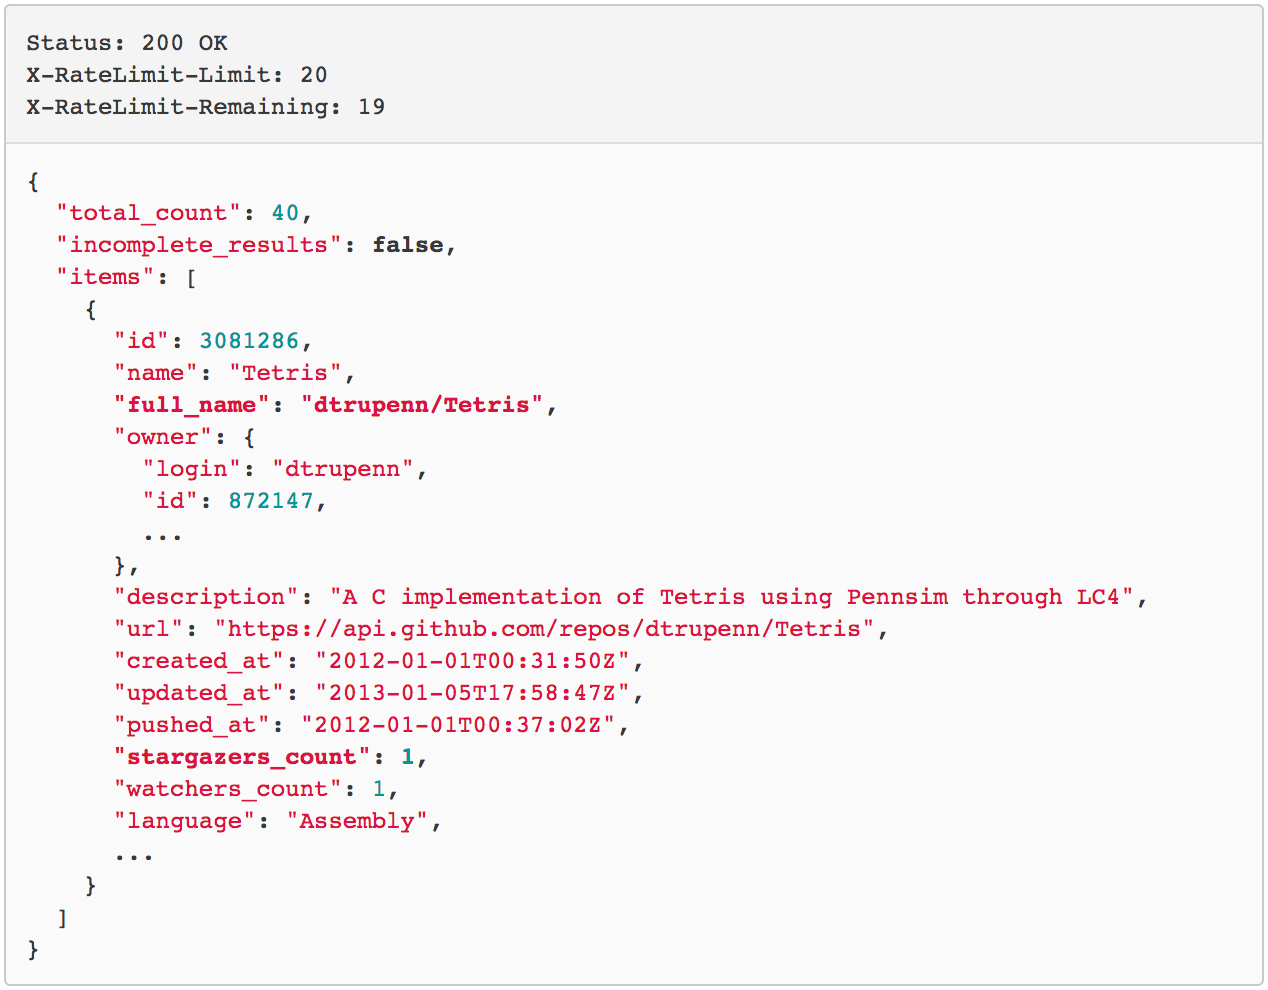 Status: 200 OK
X-RateLimit-Limit: 20
X-RateLimit-Remaining: 19
{
  "total_count": 40,
  "incomplete_results": false,
  "items": [
    {
      "id": 3081286,
      "name": "Tetris",
      "full_name": "dtrupenn/Tetris",
      "owner": {
        "login": "dtrupenn",
        "id": 872147,
        ...
      },
      "description": "A C implementation of Tetris using Pennsim through LC4",
      "url": "https://api.github.com/repos/dtrupenn/Tetris",
      "created_at": "2012-01-01T00:31:50Z",
      "updated_at": "2013-01-05T17:58:47Z",
      "pushed_at": "2012-01-01T00:37:02Z",
      "stargazers_count": 1,
      "watchers_count": 1,
      "language": "Assembly",
      ...
    }
  ]
}